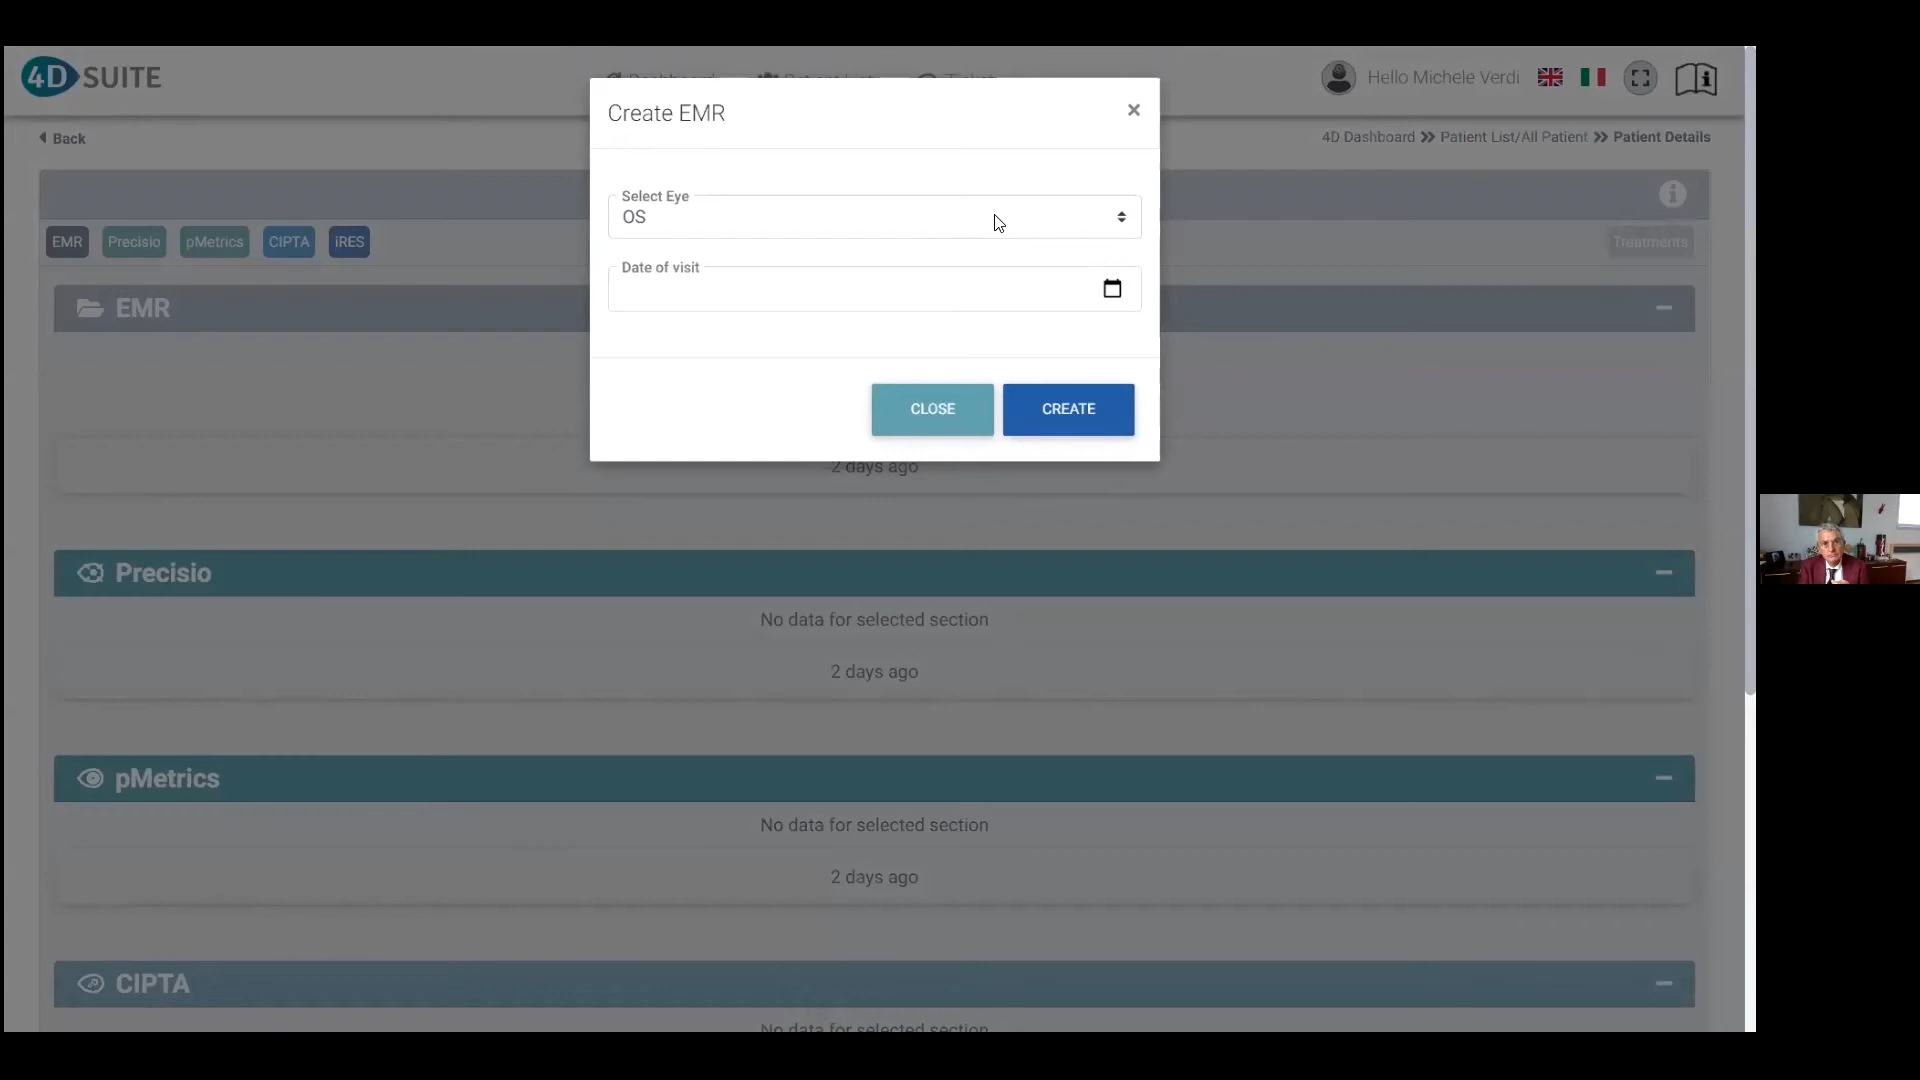 4D SUITE
Hello Michele Verdi
Back
4D Dashboard Patient List/All Patient Patient Details
Create EMR
×
Select Eye
OS
Date of visit
CLOSE CREATE
EMR Precisio pMetrics CIPTA iRES Treatments
EMR
2 days ago
Precisio
No data for selected section
2 days ago
pMetrics
No data for selected section
2 days ago
CIPTA
No data for selected section